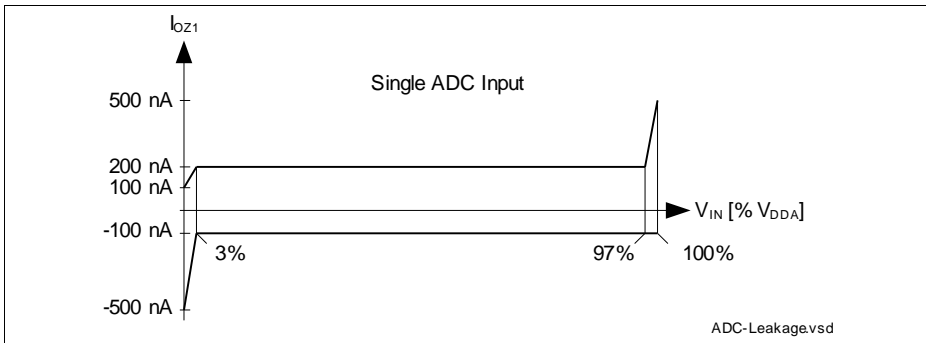 I_OZ1
Single ADC Input
500 nA
200 nA
100 nA
V_IN [% V_DDA]
-100 nA
3%
97%
100%
-500 nA
ADC-Leakage.vsd